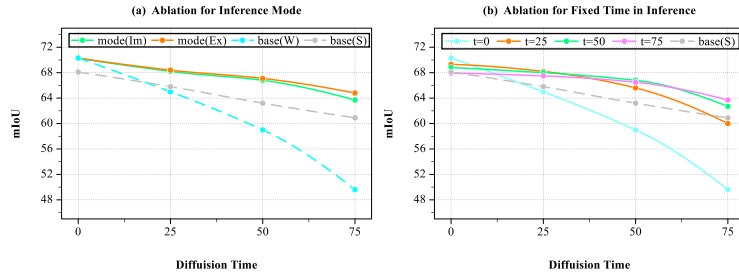 (a) Ablation for Inference Mode
mode(Im) mode(Ex) base(W) base(S)
mIoU
72
68
64
60
56
52
48
0 25 50 75
Diffuision Time
(b) Ablation for Fixed Time in Inference
t=0 t=25 t=50 t=75 base(S)
mIoU
72
68
64
60
56
52
48
0 25 50 75
Diffuision Time